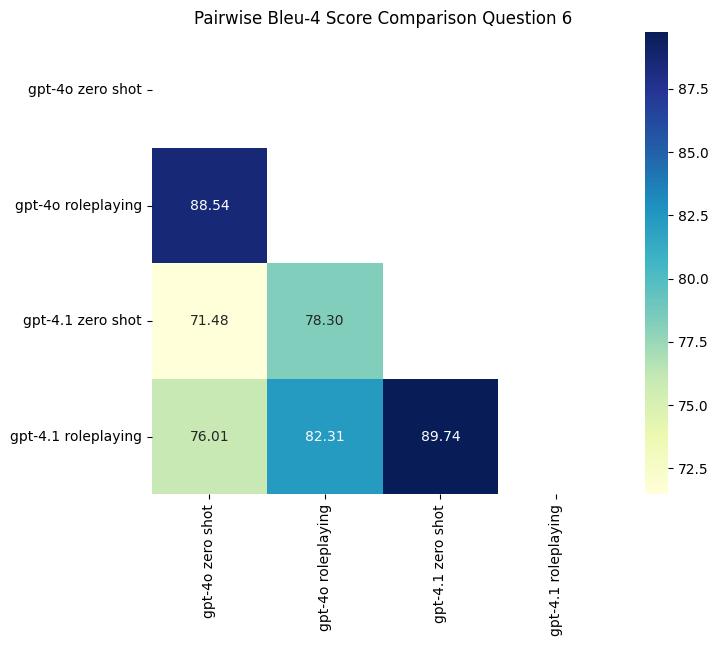 Pairwise Bleu-4 Score Comparison Question 6
gpt-4o zero shot
gpt-4o roleplaying
88.54
gpt-4.1 zero shot
71.48 78.30
gpt-4.1 roleplaying
76.01 82.31 89.74
gpt-4o zero shot
gpt-4o roleplaying
gpt-4.1 zero shot
gpt-4.1 roleplaying
87.5
85.0
82.5
80.0
77.5
75.0
72.5